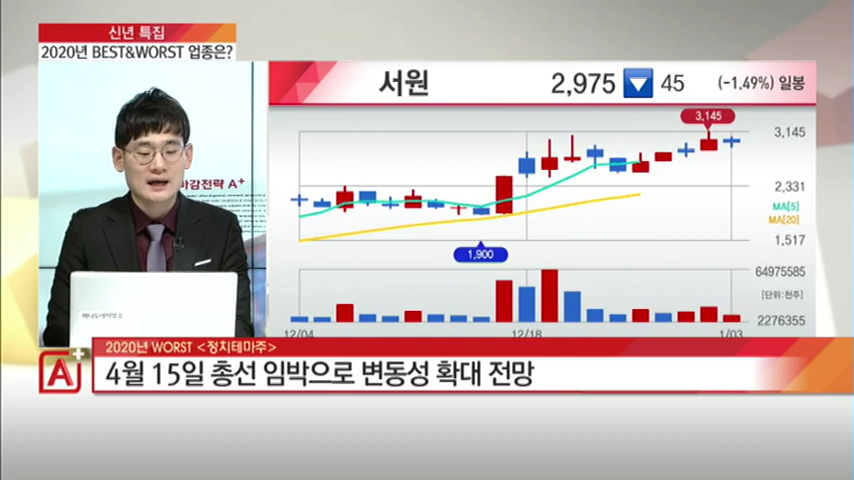 신년 특집
2020년 BEST&WORST 업종은?
마감전략 A+
서원 2,975 ▼ 45 (-1.49%) 일봉
3,145
3,145
2,331
MA[5]
MA[20]
1,517
1,900
64975585
[단위:천주]
2276355
12/04 12/18 1/03
A+
2020년 WORST <정치테마주>
4월 15일 총선 임박으로 변동성 확대 전망